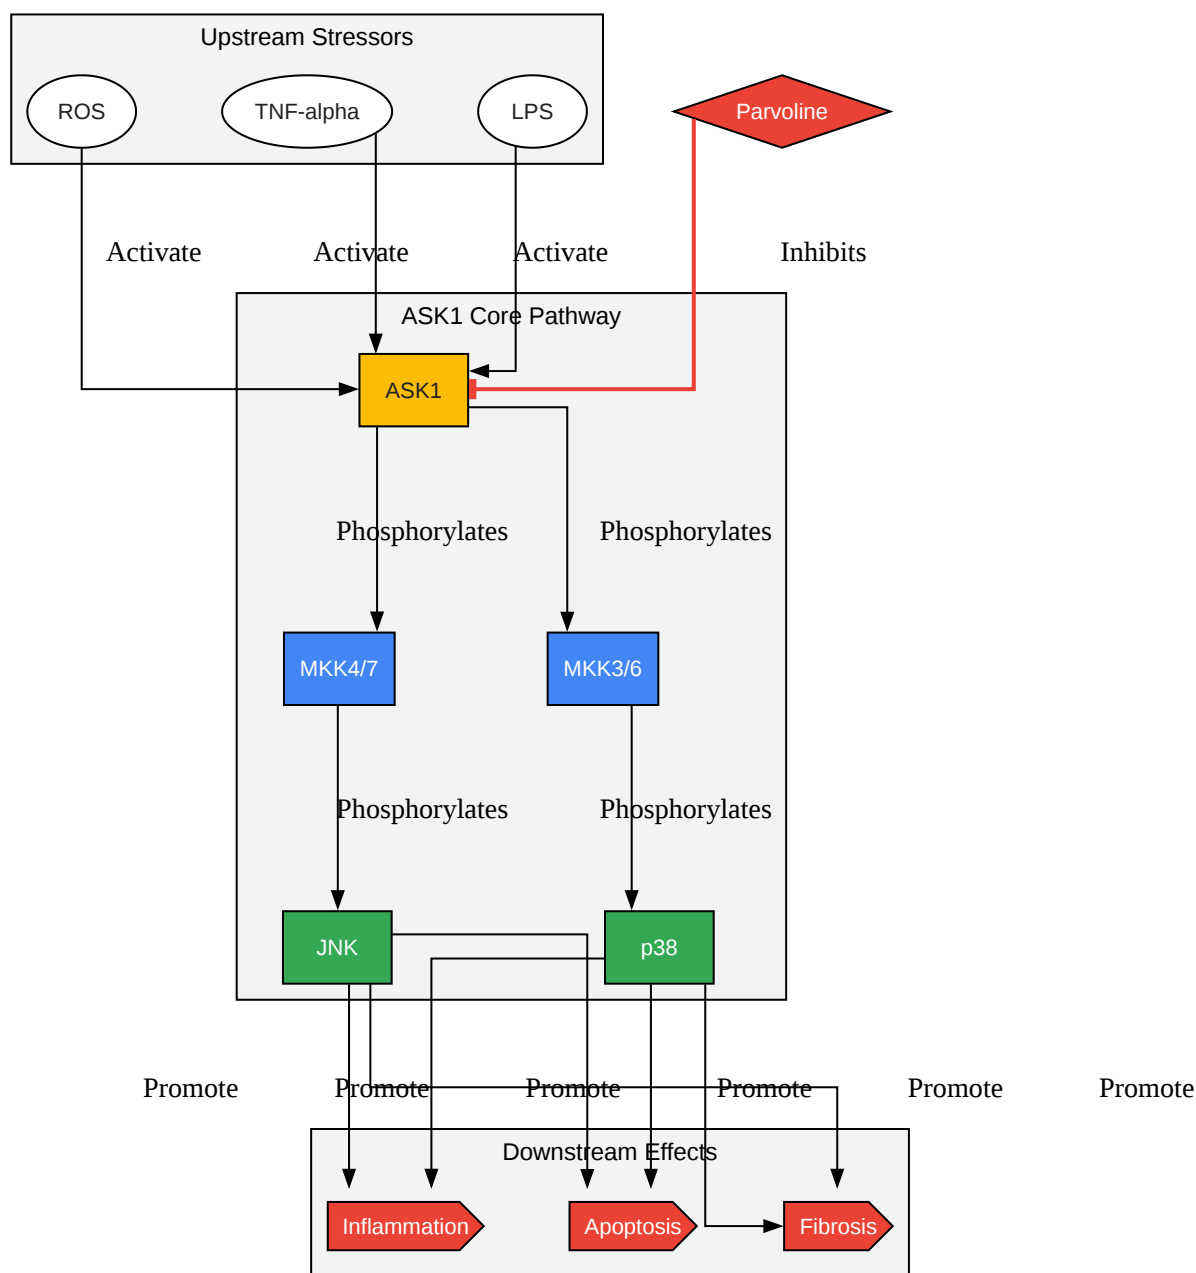 Upstream Stressors
ROS
TNF-alpha
LPS
Parvoline
Activate
Activate
Activate
Inhibits
ASK1 Core Pathway
ASK1
Phosphorylates
Phosphorylates
MKK4/7
MKK3/6
Phosphorylates
Phosphorylates
JNK
p38
Promote
Promote
Promote
Promote
Promote
Promote
Downstream Effects
Inflammation
Apoptosis
Fibrosis